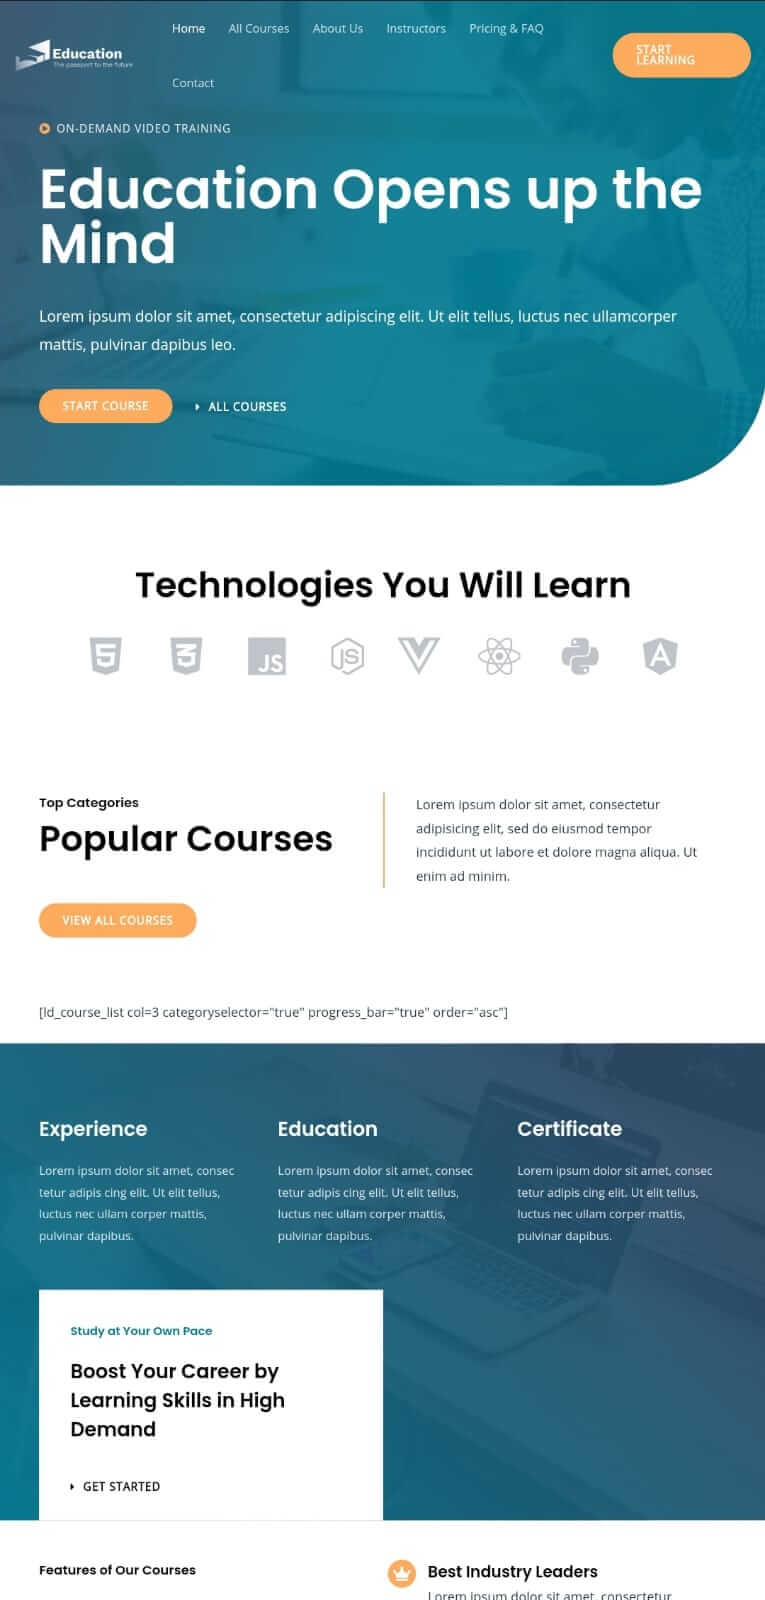 Home All Courses About Us Instructors Pricing & FAQ
Education
The passport to the future
START
LEARNING
Contact
ON-DEMAND VIDEO TRAINING
Education Opens up the
Mind
Lorem ipsum dolor sit amet, consectetur adipiscing elit. Ut elit tellus, luctus nec ullamcorper
mattis, pulvinar dapibus leo.
START COURSE ALL COURSES
Technologies You Will Learn
5 3 JS JS A
Top Categories
Popular Courses
Lorem ipsum dolor sit amet, consectetur
adipisicing elit, sed do eiusmod tempor
incididunt ut labore et dolore magna aliqua. Ut
enim ad minim.
VIEW ALL COURSES
[ld_course_list col=3 categoryselector="true" progress_bar="true" order="asc"]
Experience
Lorem ipsum dolor sit amet, consec
tetur adipis cing elit. Ut elit tellus,
luctus nec ullam corper mattis,
pulvinar dapibus.
Education
Lorem ipsum dolor sit amet, consec
tetur adipis cing elit. Ut elit tellus,
luctus nec ullam corper mattis,
pulvinar dapibus.
Certificate
Lorem ipsum dolor sit amet, consec
tetur adipis cing elit. Ut elit tellus,
luctus nec ullam corper mattis,
pulvinar dapibus.
Study at Your Own Pace
Boost Your Career by
Learning Skills in High
Demand
GET STARTED
Features of Our Courses
Best Industry Leaders
Lorem ipsum dolor sit amet, consectetur